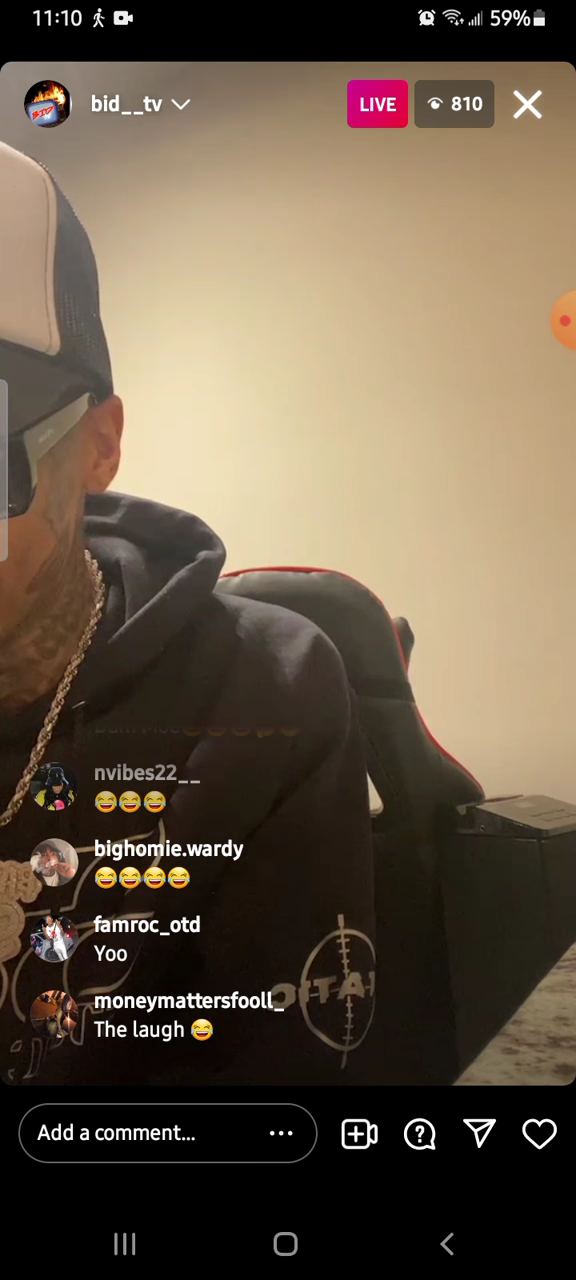 11:10
59%
bid__tv
LIVE
810
nvibes22__
😂😂😂
bighomie.wardy
😂😂😂😂
famroc_otd
Yoo
moneymattersfooll_
The laugh 😂
Add a comment...